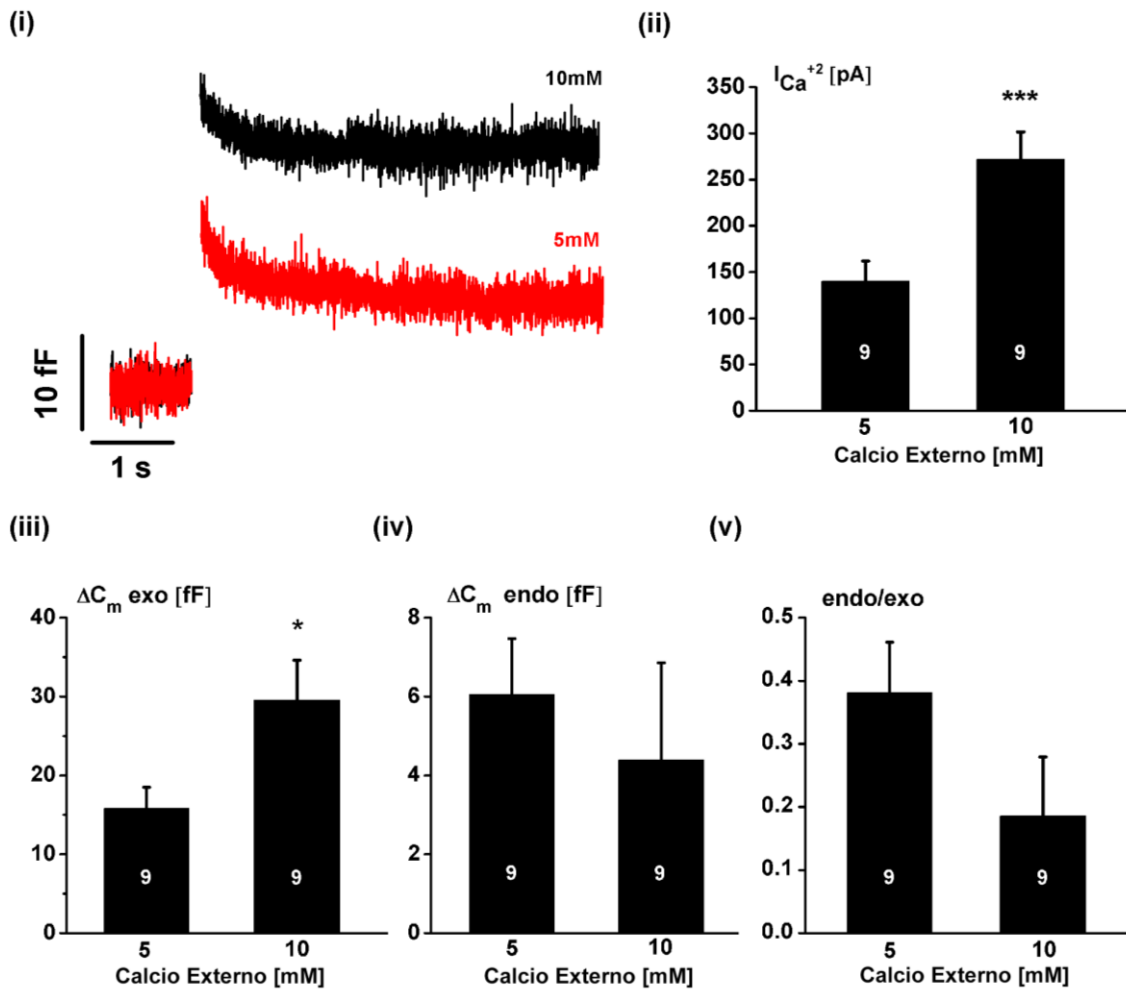 (i)
10mM
5mM
10 fF
1 s
(ii)
I_Ca^+2 [pA]
350
300
250
200
150
100
50
0
***
9
9
5
10
Calcio Externo [mM]
(iii)
ΔC_m exo [fF]
40
30
20
10
0
*
9
9
5
10
Calcio Externo [mM]
(iv)
ΔC_m endo [fF]
8
6
4
2
0
9
9
5
10
Calcio Externo [mM]
(v)
endo/exo
0.5
0.4
0.3
0.2
0.1
0.0
9
9
5
10
Calcio Externo [mM]